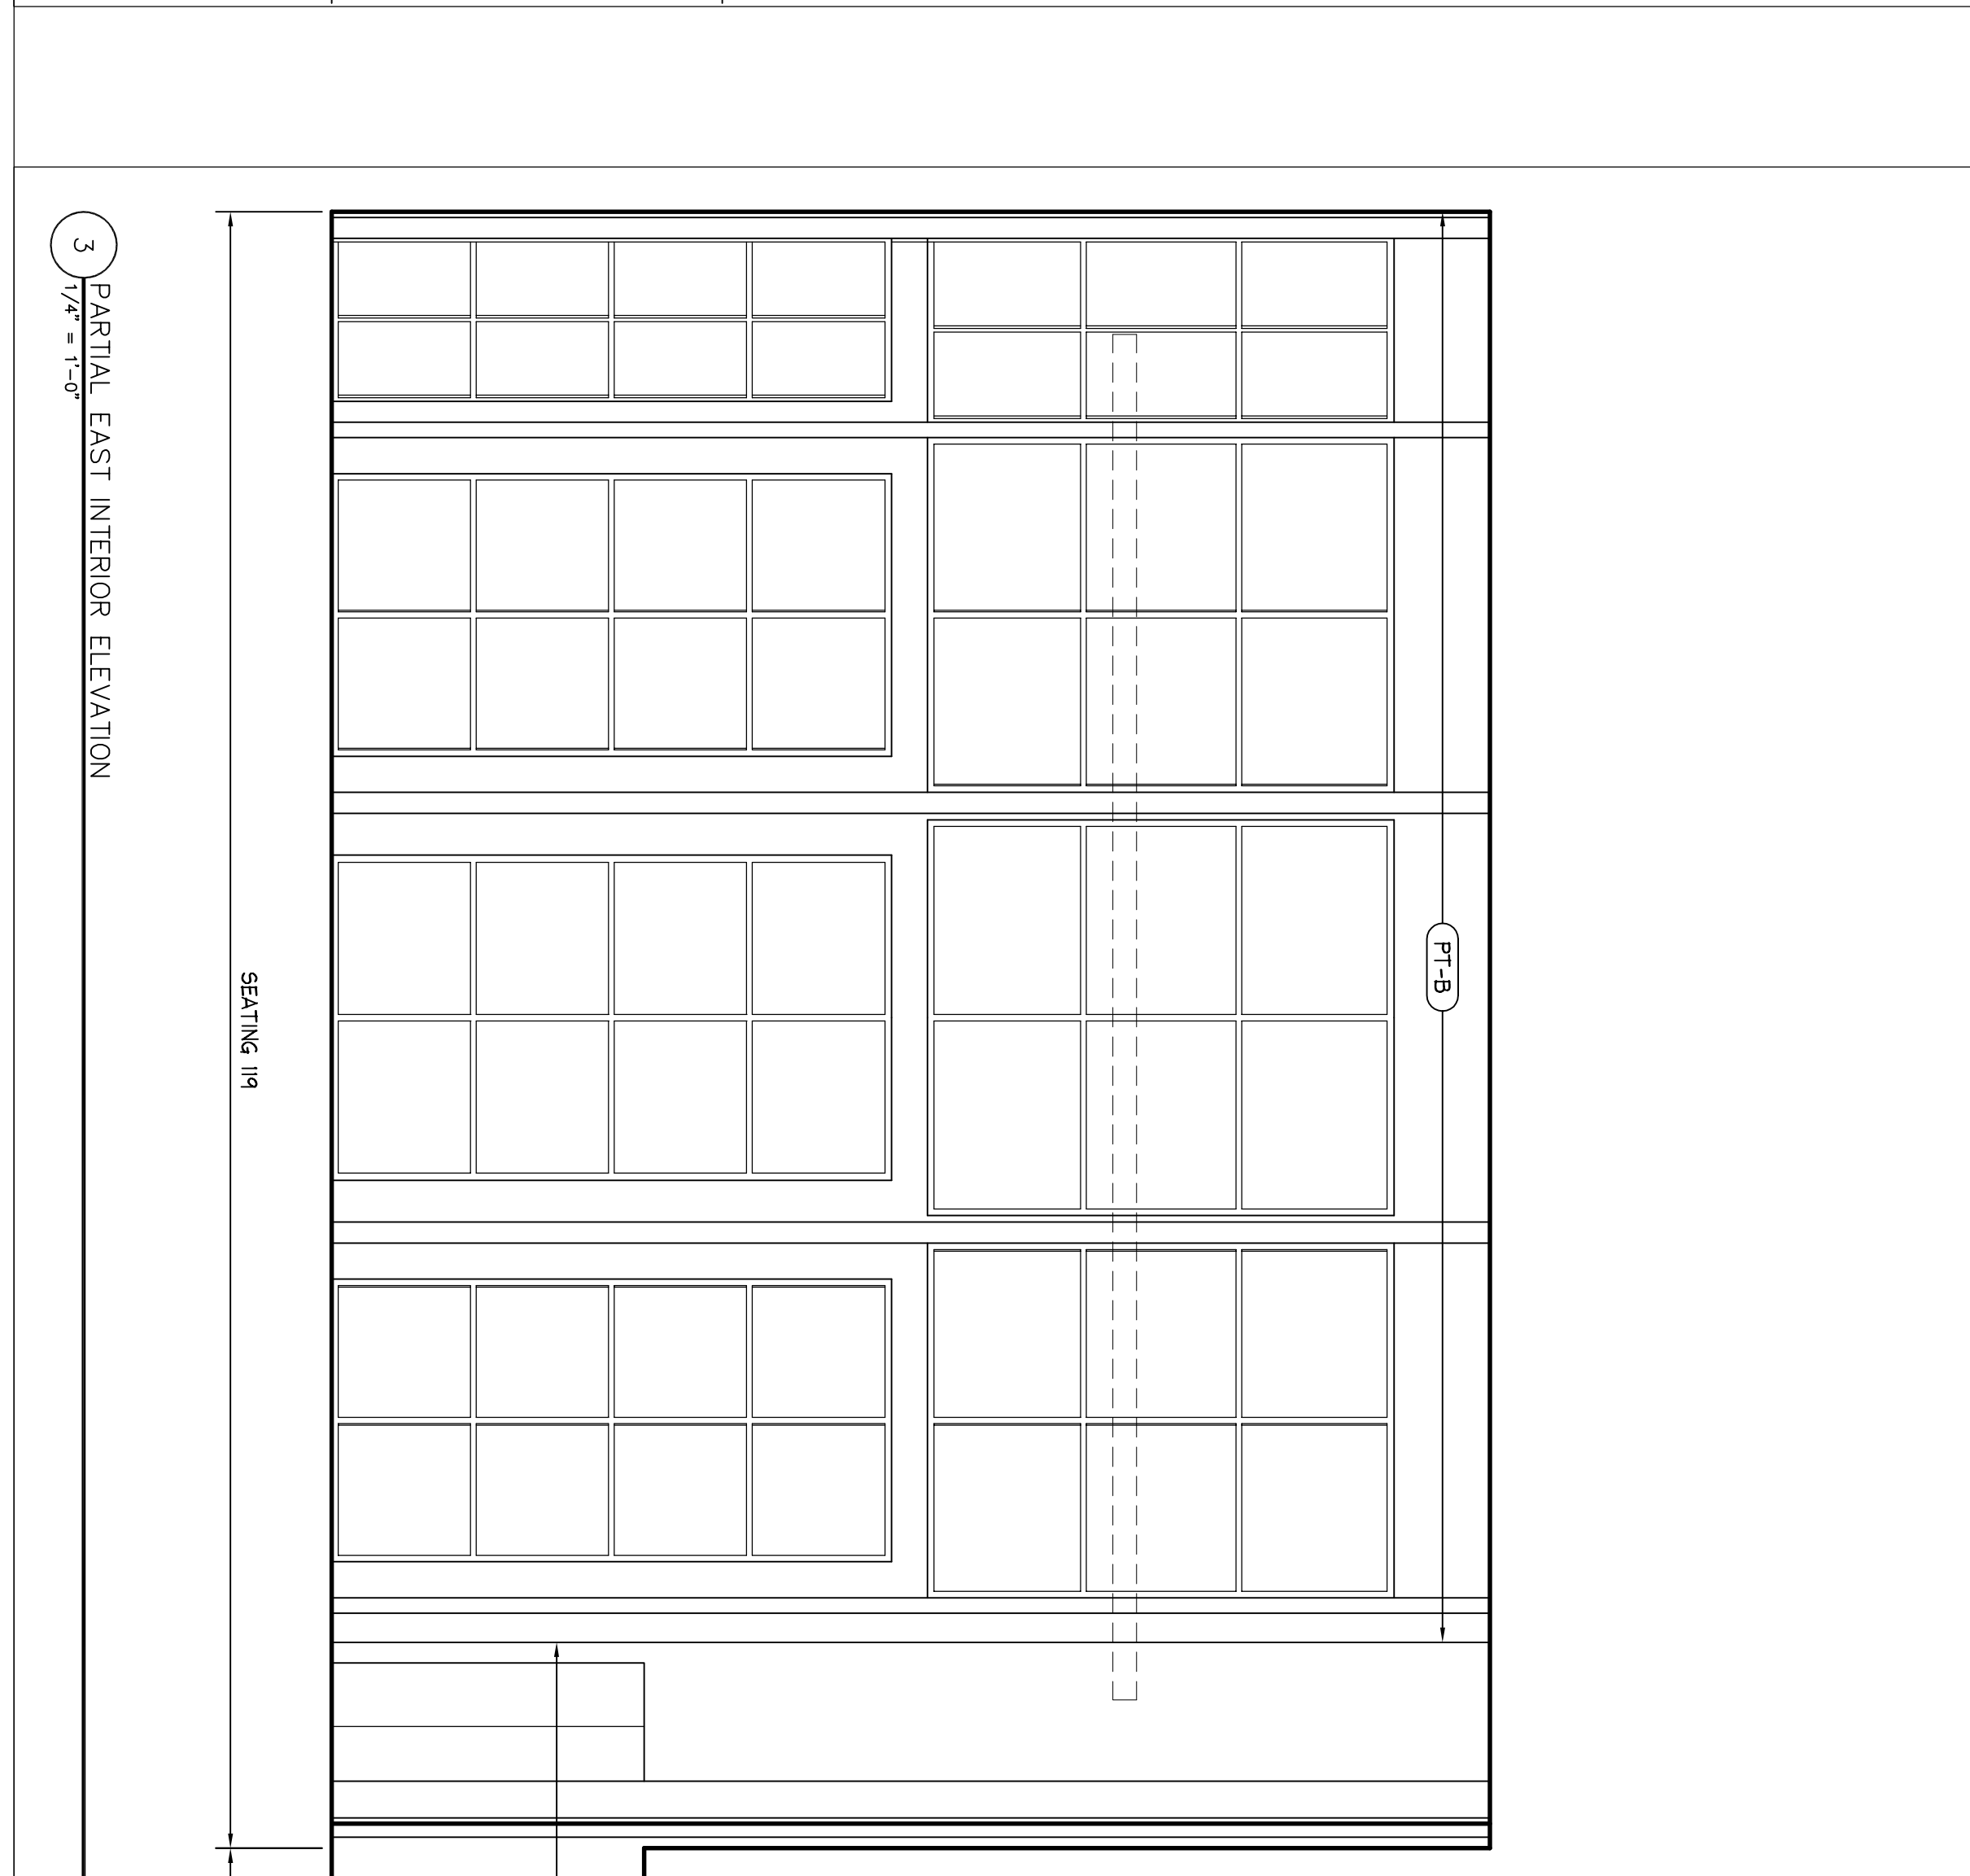 3
PARTIAL EAST INTERIOR ELEVATION
1/4" = 1'-0"
SEATING 119
PT-B